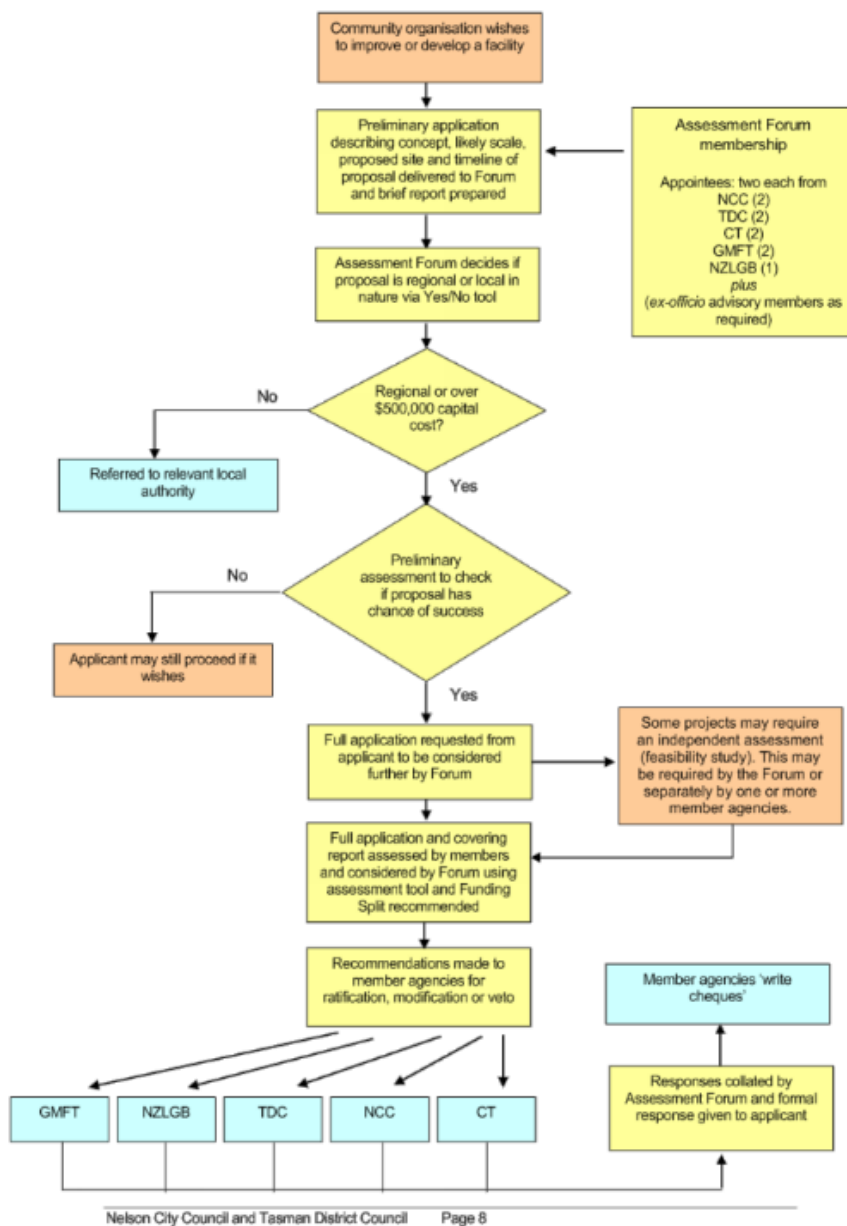 Community organisation wishes
to improve or develop a facility
Preliminary application
describing concept, likely scale,
proposed site and timeline of
proposal delivered to Forum
and brief report prepared
Assessment Forum
membership
Appointees: two each from
NCC (2)
TDC (2)
CT (2)
GMFT (2)
NZLGB (1)
plus
(ex-officio advisory members as
required)
Assessment Forum decides if
proposal is regional or local in
nature via Yes/No tool
No
Regional or over
$500,000 capital
cost?
Referred to relevant local
authority
Yes
No
Preliminary
assessment to check
if proposal has
chance of success
Applicant may still proceed if it
wishes
Yes
Full application requested from
applicant to be considered
further by Forum
Some projects may require
an independent assessment
(feasibility study). This may
be required by the Forum or
separately by one or more
member agencies.
Full application and covering
report assessed by members
and considered by Forum using
assessment tool and Funding
Split recommended
Recommendations made to
member agencies for
ratification, modification or veto
Member agencies 'write
cheques'
GMFT
NZLGB
TDC
NCC
CT
Responses collated by
Assessment Forum and formal
response given to applicant
Nelson City Council and Tasman District Council Page 8